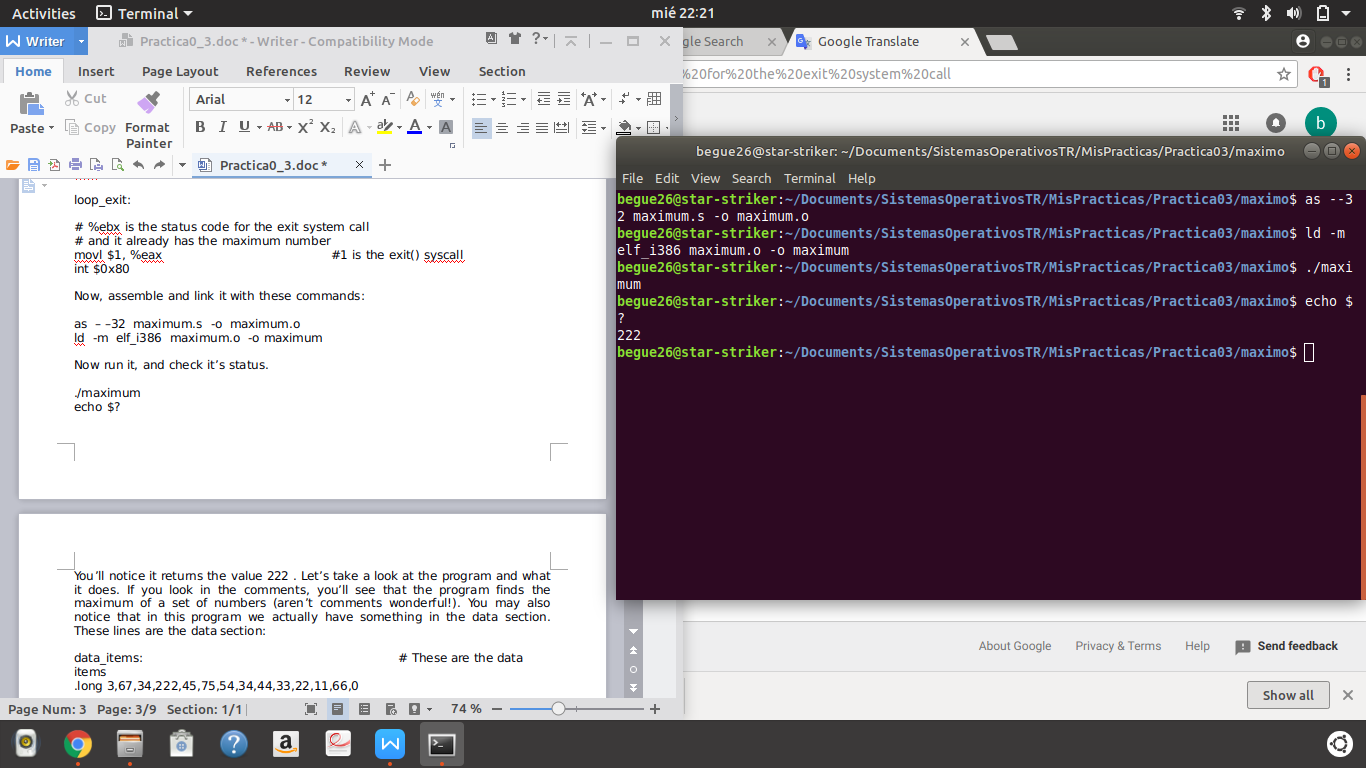 Activities Terminal mié 22:21
Writer Practica0_3.doc * - Writer - Compatibility Mode
gle Search Google Translate
%20for%20the%20exit%20system%20call
Home Insert Page Layout References Review View Section
Paste Cut Copy Format Painter
Arial 12
B I U AB X² X₂ A A A
b
1
Practica0_3.doc *
loop_exit:
# %ebx is the status code for the exit system call
# and it already has the maximum number
movl $1, %eax #1 is the exit() syscall
int $0x80
Now, assemble and link it with these commands:
as – –32 maximum.s -o maximum.o
ld -m elf_i386 maximum.o -o maximum
Now run it, and check it’s status.
./maximum
echo $?
You’ll notice it returns the value 222 . Let’s take a look at the program and what
it does. If you look in the comments, you’ll see that the program finds the
maximum of a set of numbers (aren’t comments wonderful!). You may also
notice that in this program we actually have something in the data section.
These lines are the data section:
data_items: # These are the data
items
.long 3,67,34,222,45,75,54,34,44,33,22,11,66,0
Page Num: 3 Page: 3/9 Section: 1/1 74 %
begue26@star-striker: ~/Documents/SistemasOperativosTR/MisPracticas/Practica03/maximo
File Edit View Search Terminal Help
begue26@star-striker:~/Documents/SistemasOperativosTR/MisPracticas/Practica03/maximo$ as --3
2 maximum.s -o maximum.o
begue26@star-striker:~/Documents/SistemasOperativosTR/MisPracticas/Practica03/maximo$ ld -m
elf_i386 maximum.o -o maximum
begue26@star-striker:~/Documents/SistemasOperativosTR/MisPracticas/Practica03/maximo$ ./maxi
mum
begue26@star-striker:~/Documents/SistemasOperativosTR/MisPracticas/Practica03/maximo$ echo $
?
222
begue26@star-striker:~/Documents/SistemasOperativosTR/MisPracticas/Practica03/maximo$
About Google Privacy & Terms Help Send feedback
Show all